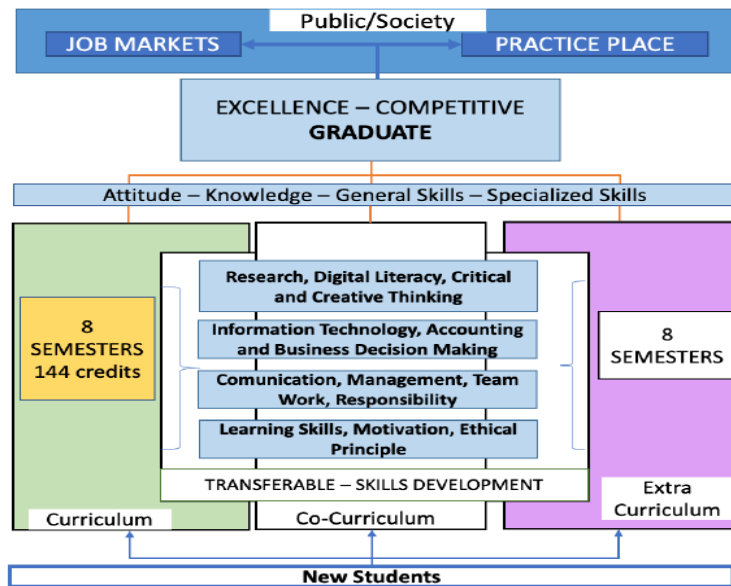 Public/Society
JOB MARKETS
PRACTICE PLACE
EXCELLENCE – COMPETITIVE
GRADUATE
Attitude – Knowledge – General Skills – Specialized Skills
Research, Digital Literacy, Critical
and Creative Thinking
8
SEMESTERS
144 credits
Information Technology, Accounting
and Business Decision Making
8
SEMESTERS
Comunication, Management, Team
Work, Responsibility
Learning Skills, Motivation, Ethical
Principle
TRANSFERABLE – SKILLS DEVELOPMENT
Curriculum
Co-Curriculum
Extra
Curriculum
New Students